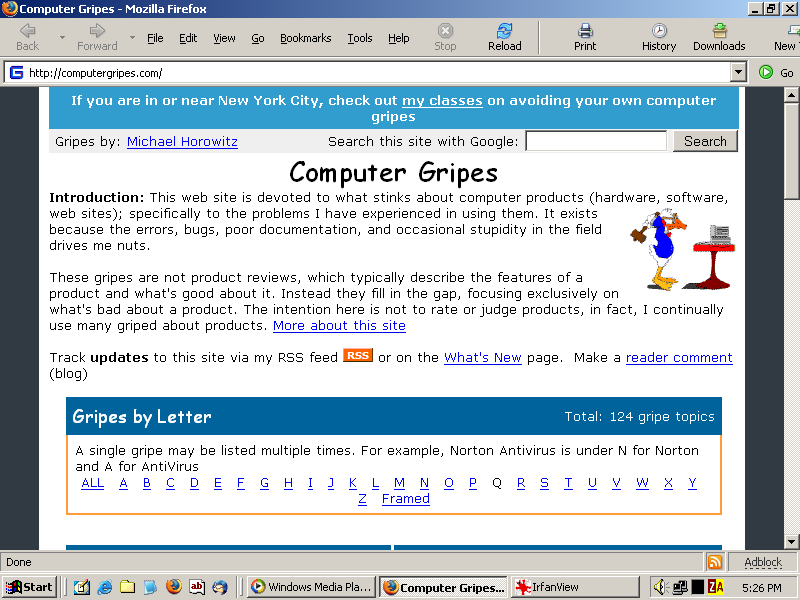 Computer Gripes - Mozilla Firefox
Back Forward File Edit View Go Bookmarks Tools Help Stop Reload Print History Downloads New
http://computergripes.com/ Go
If you are in or near New York City, check out my classes on avoiding your own computer
gripes
Gripes by: Michael Horowitz Search this site with Google: Search
Computer Gripes
Introduction: This web site is devoted to what stinks about computer products (hardware, software,
web sites); specifically to the problems I have experienced in using them. It exists
because the errors, bugs, poor documentation, and occasional stupidity in the field
drives me nuts.
These gripes are not product reviews, which typically describe the features of a
product and what's good about it. Instead they fill in the gap, focusing exclusively on
what's bad about a product. The intention here is not to rate or judge products, in fact, I continually
use many griped about products. More about this site
Track updates to this site via my RSS feed RSS or on the What's New page. Make a reader comment
(blog)
Gripes by Letter Total: 124 gripe topics
A single gripe may be listed multiple times. For example, Norton Antivirus is under N for Norton
and A for AntiVirus
ALL A B C D E F G H I J K L M N O P Q R S T U V W X Y
Z Framed
Done Adblock
Start ab Windows Media Pla... Computer Gripes... IrfanView ZA 5:26 PM